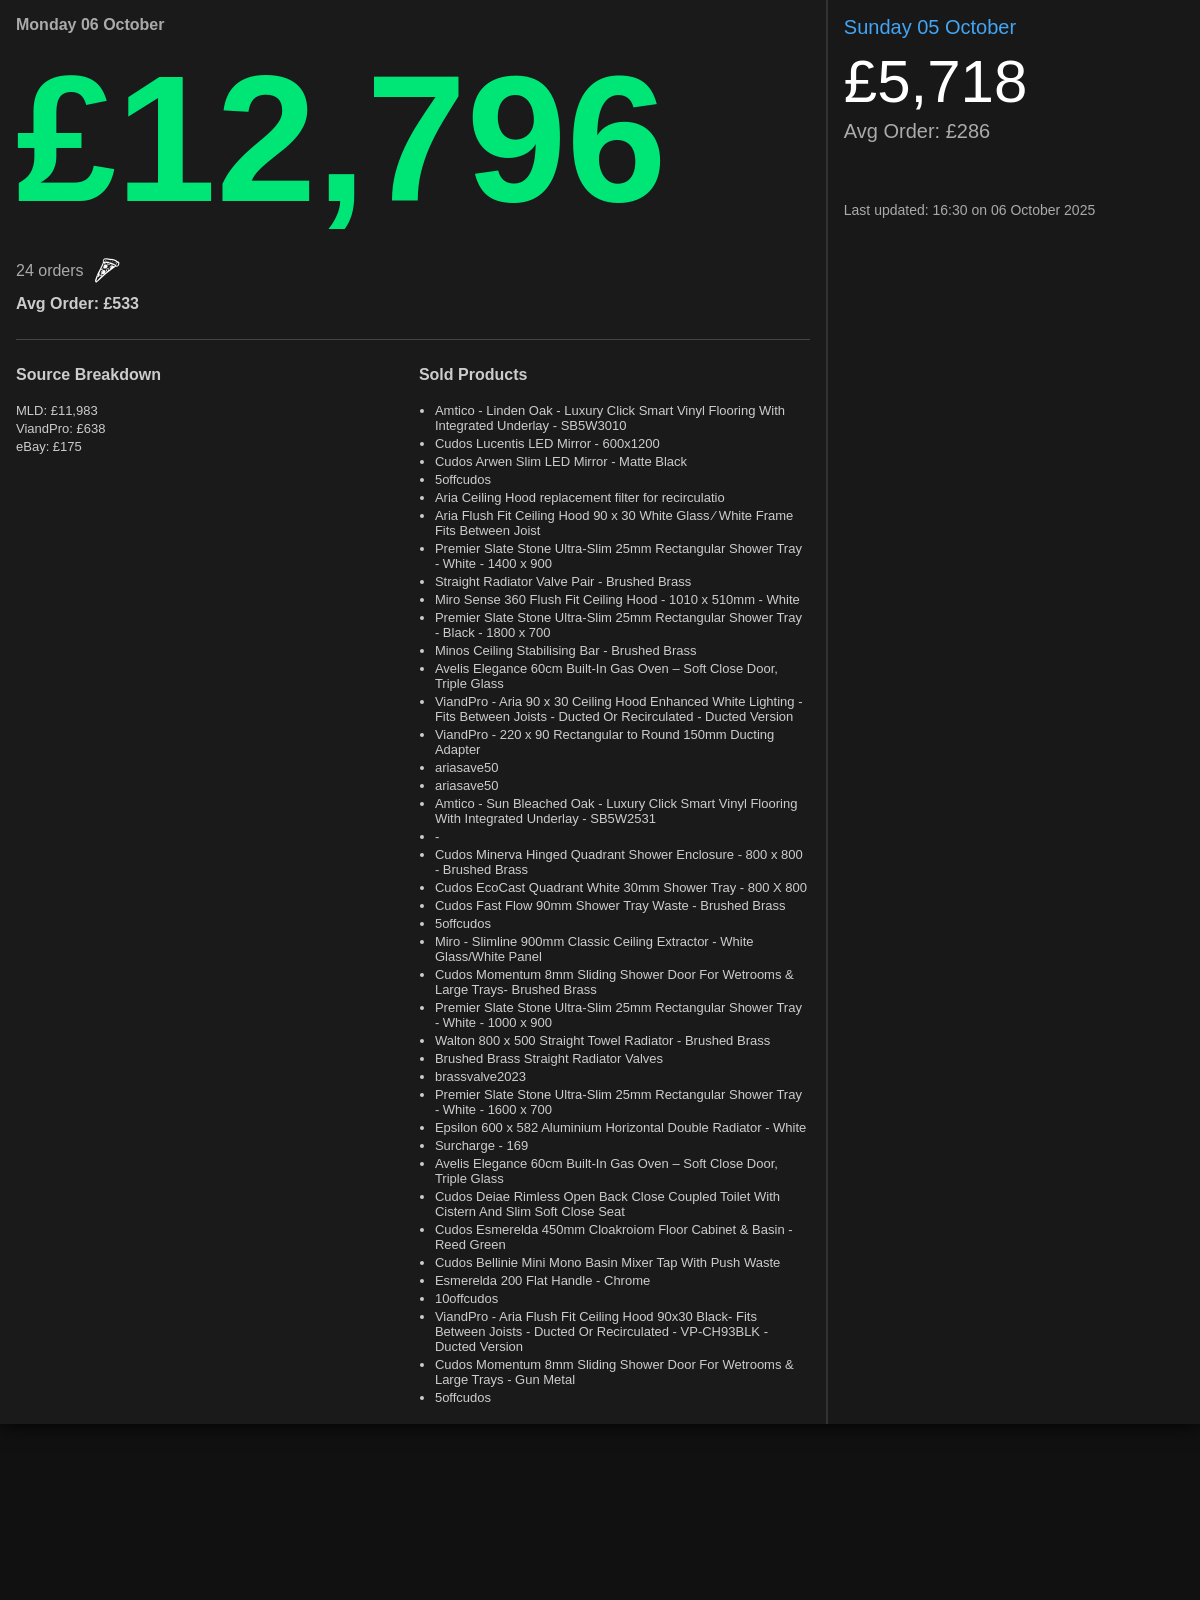 Monday 06 October
£12,796
24 orders
Avg Order: £533
Source Breakdown
MLD: £11,983
ViandPro: £638
eBay: £175
Sold Products
Amtico - Linden Oak - Luxury Click Smart Vinyl Flooring With
Integrated Underlay - SB5W3010
Cudos Lucentis LED Mirror - 600x1200
Cudos Arwen Slim LED Mirror - Matte Black
5offcudos
Aria Ceiling Hood replacement filter for recirculatio
Aria Flush Fit Ceiling Hood 90 x 30 White Glass ⁄ White Frame
Fits Between Joist
Premier Slate Stone Ultra-Slim 25mm Rectangular Shower Tray
- White - 1400 x 900
Straight Radiator Valve Pair - Brushed Brass
Miro Sense 360 Flush Fit Ceiling Hood - 1010 x 510mm - White
Premier Slate Stone Ultra-Slim 25mm Rectangular Shower Tray
- Black - 1800 x 700
Minos Ceiling Stabilising Bar - Brushed Brass
Avelis Elegance 60cm Built-In Gas Oven – Soft Close Door,
Triple Glass
ViandPro - Aria 90 x 30 Ceiling Hood Enhanced White Lighting -
Fits Between Joists - Ducted Or Recirculated - Ducted Version
ViandPro - 220 x 90 Rectangular to Round 150mm Ducting
Adapter
ariasave50
ariasave50
Amtico - Sun Bleached Oak - Luxury Click Smart Vinyl Flooring
With Integrated Underlay - SB5W2531
-
Cudos Minerva Hinged Quadrant Shower Enclosure - 800 x 800
- Brushed Brass
Cudos EcoCast Quadrant White 30mm Shower Tray - 800 X 800
Cudos Fast Flow 90mm Shower Tray Waste - Brushed Brass
5offcudos
Miro - Slimline 900mm Classic Ceiling Extractor - White
Glass/White Panel
Cudos Momentum 8mm Sliding Shower Door For Wetrooms &
Large Trays- Brushed Brass
Premier Slate Stone Ultra-Slim 25mm Rectangular Shower Tray
- White - 1000 x 900
Walton 800 x 500 Straight Towel Radiator - Brushed Brass
Brushed Brass Straight Radiator Valves
brassvalve2023
Premier Slate Stone Ultra-Slim 25mm Rectangular Shower Tray
- White - 1600 x 700
Epsilon 600 x 582 Aluminium Horizontal Double Radiator - White
Surcharge - 169
Avelis Elegance 60cm Built-In Gas Oven – Soft Close Door,
Triple Glass
Cudos Deiae Rimless Open Back Close Coupled Toilet With
Cistern And Slim Soft Close Seat
Cudos Esmerelda 450mm Cloakroiom Floor Cabinet & Basin -
Reed Green
Cudos Bellinie Mini Mono Basin Mixer Tap With Push Waste
Esmerelda 200 Flat Handle - Chrome
10offcudos
ViandPro - Aria Flush Fit Ceiling Hood 90x30 Black- Fits
Between Joists - Ducted Or Recirculated - VP-CH93BLK -
Ducted Version
Cudos Momentum 8mm Sliding Shower Door For Wetrooms &
Large Trays - Gun Metal
5offcudos
Sunday 05 October
£5,718
Avg Order: £286
Last updated: 16:30 on 06 October 2025